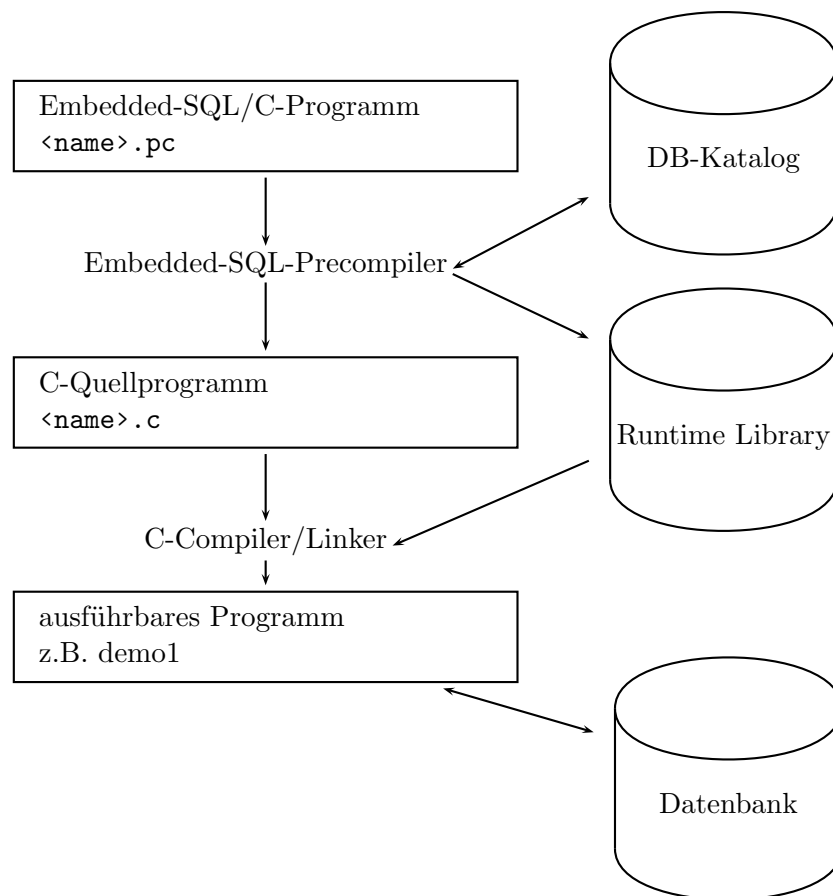 Embedded-SQL/C-Programm
<name>.pc
DB-Katalog
Embedded-SQL-Precompiler
C-Quellprogramm
<name>.c
Runtime Library
C-Compiler/Linker
ausführbares Programm
z.B. demo1
Datenbank